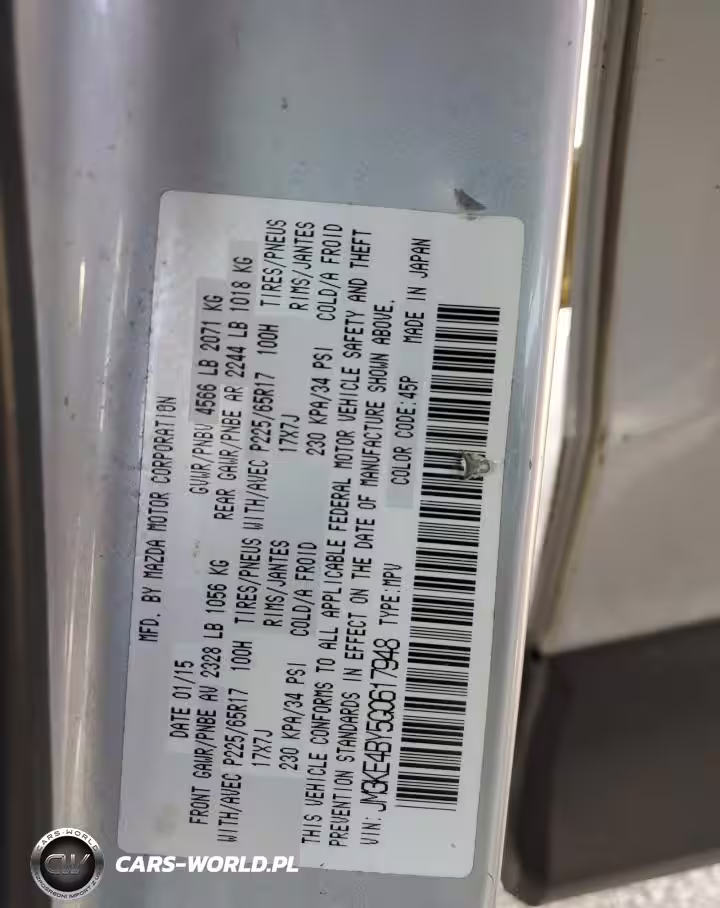 MFD. BY MAZDA MOTOR CORPORATION
DATE 01/15 GVWR/PNBV 4566 LB 2071 KG
FRONT GAWR/PNBE AV 2328 LB 1056 KG REAR GAWR/PNBE AR 2244 LB 1018 KG
WITH/AVEC P225/65R17 100H TIRES/PNEUS WITH/AVEC P225/65R17 100H TIRES/PNEUS
17X7J RIMS/JANTES 17X7J RIMS/JANTES
230 KPA/34 PSI COLD/A FROID 230 KPA/34 PSI COLD/A FROID
THIS VEHICLE CONFORMS TO ALL APPLICABLE FEDERAL MOTOR VEHICLE SAFETY AND THEFT
PREVENTION STANDARDS IN EFFECT ON THE DATE OF MANUFACTURE SHOWN ABOVE.
VIN: JM3KE4BY5G0617948 TYPE:MPV COLOR CODE:45P MADE IN JAPAN
CARS-WORLD
CW
CARS-WORLD.PL